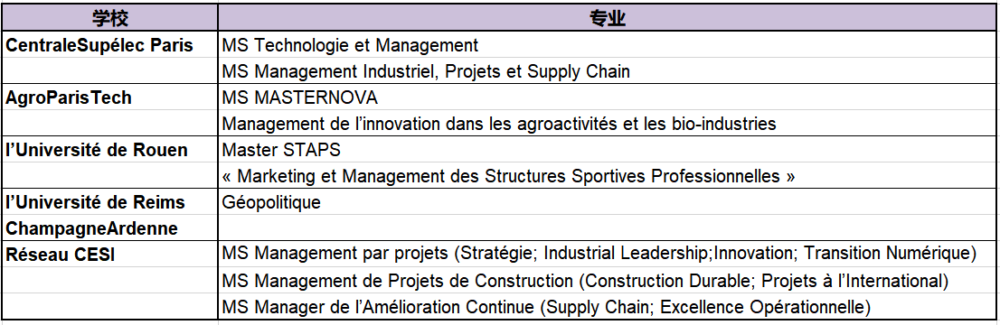 学校 专业
CentraleSupélec Paris MS Technologie et Management
MS Management Industriel, Projets et Supply Chain
AgroParisTech MS MASTERNOVA
Management de l’innovation dans les agroactivités et les bio-industries
l’Université de Rouen Master STAPS
« Marketing et Management des Structures Sportives Professionnelles »
l’Université de Reims Géopolitique
ChampagneArdenne
Réseau CESI MS Management par projets (Stratégie; Industrial Leadership;Innovation; Transition Numérique)
MS Management de Projets de Construction (Construction Durable; Projets à l’International)
MS Manager de l’Amélioration Continue (Supply Chain; Excellence Opérationnelle)